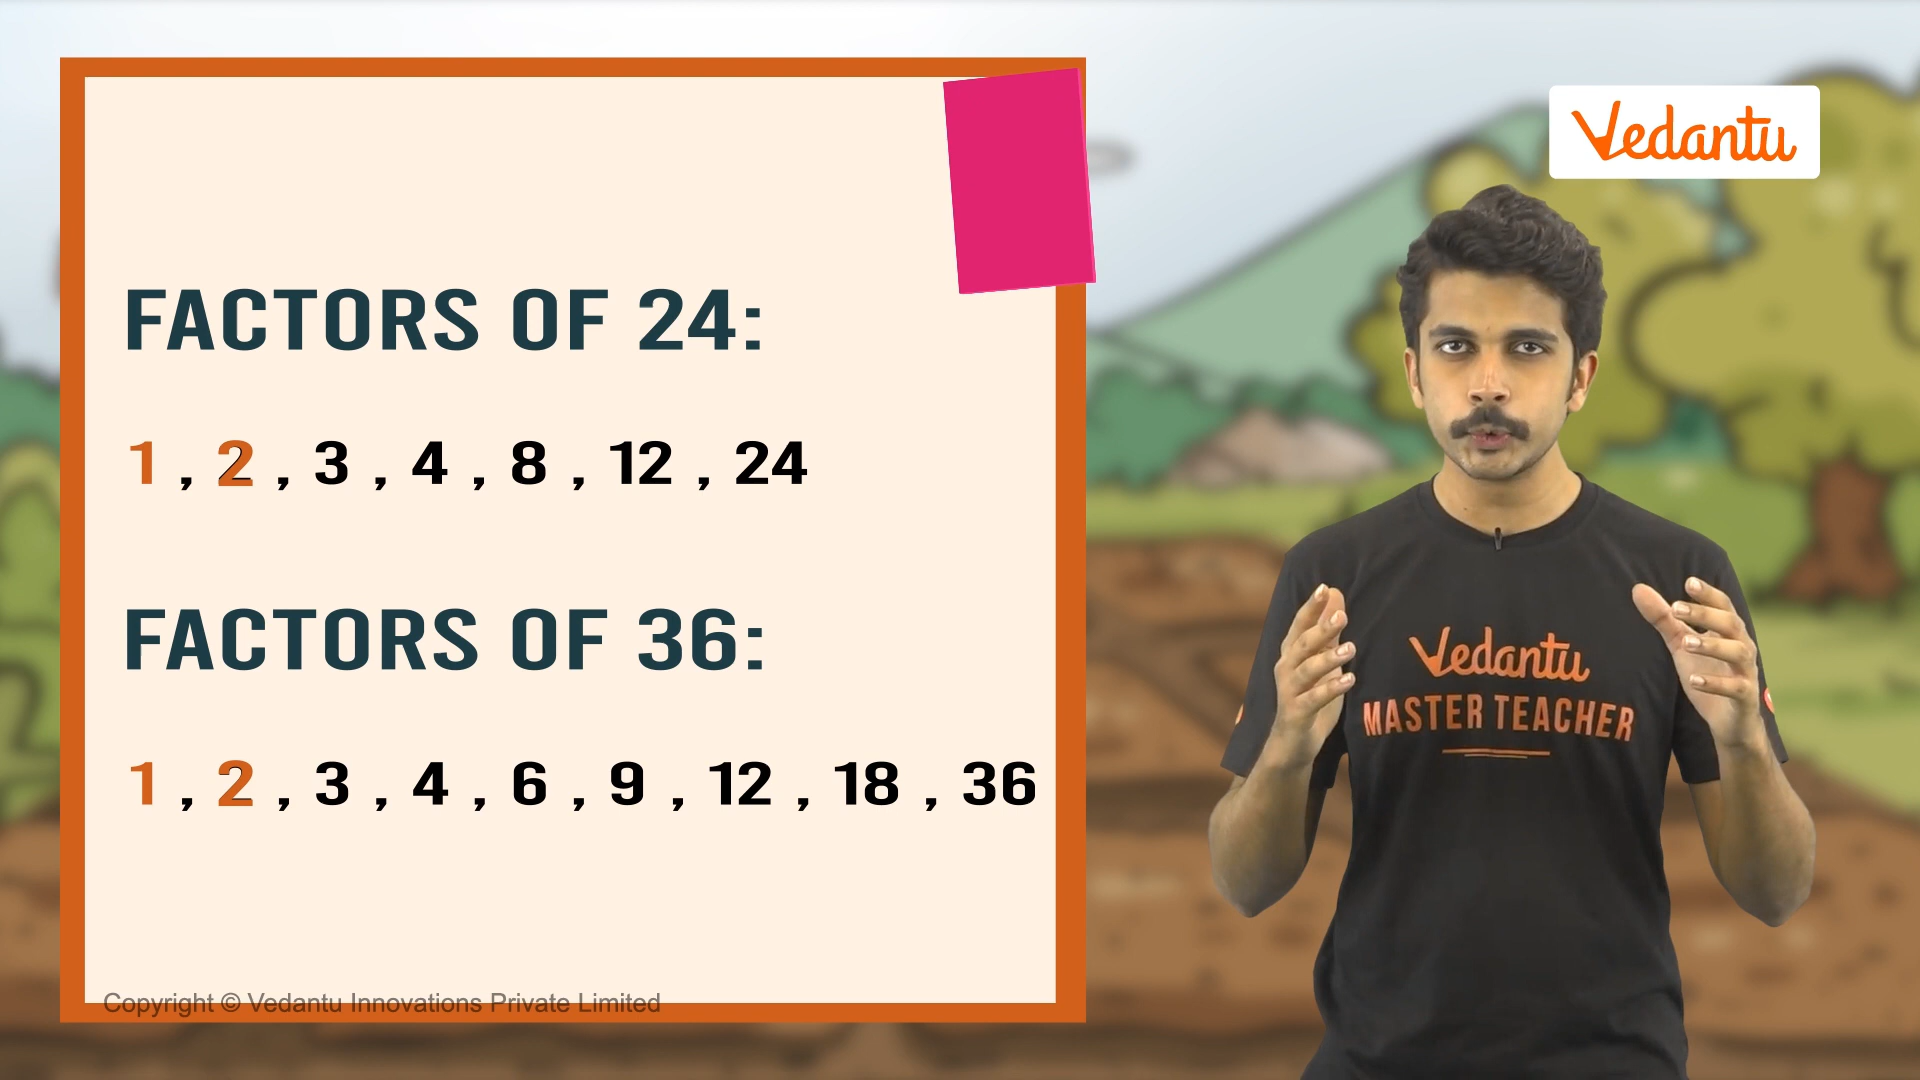 Vedantu
FACTORS OF 24:
1 , 2 , 3 , 4 , 8 , 12 , 24
FACTORS OF 36:
1 , 2 , 3 , 4 , 6 , 9 , 12 , 18 , 36
Vedantu
MASTER TEACHER
Copyright © Vedantu Innovations Private Limited